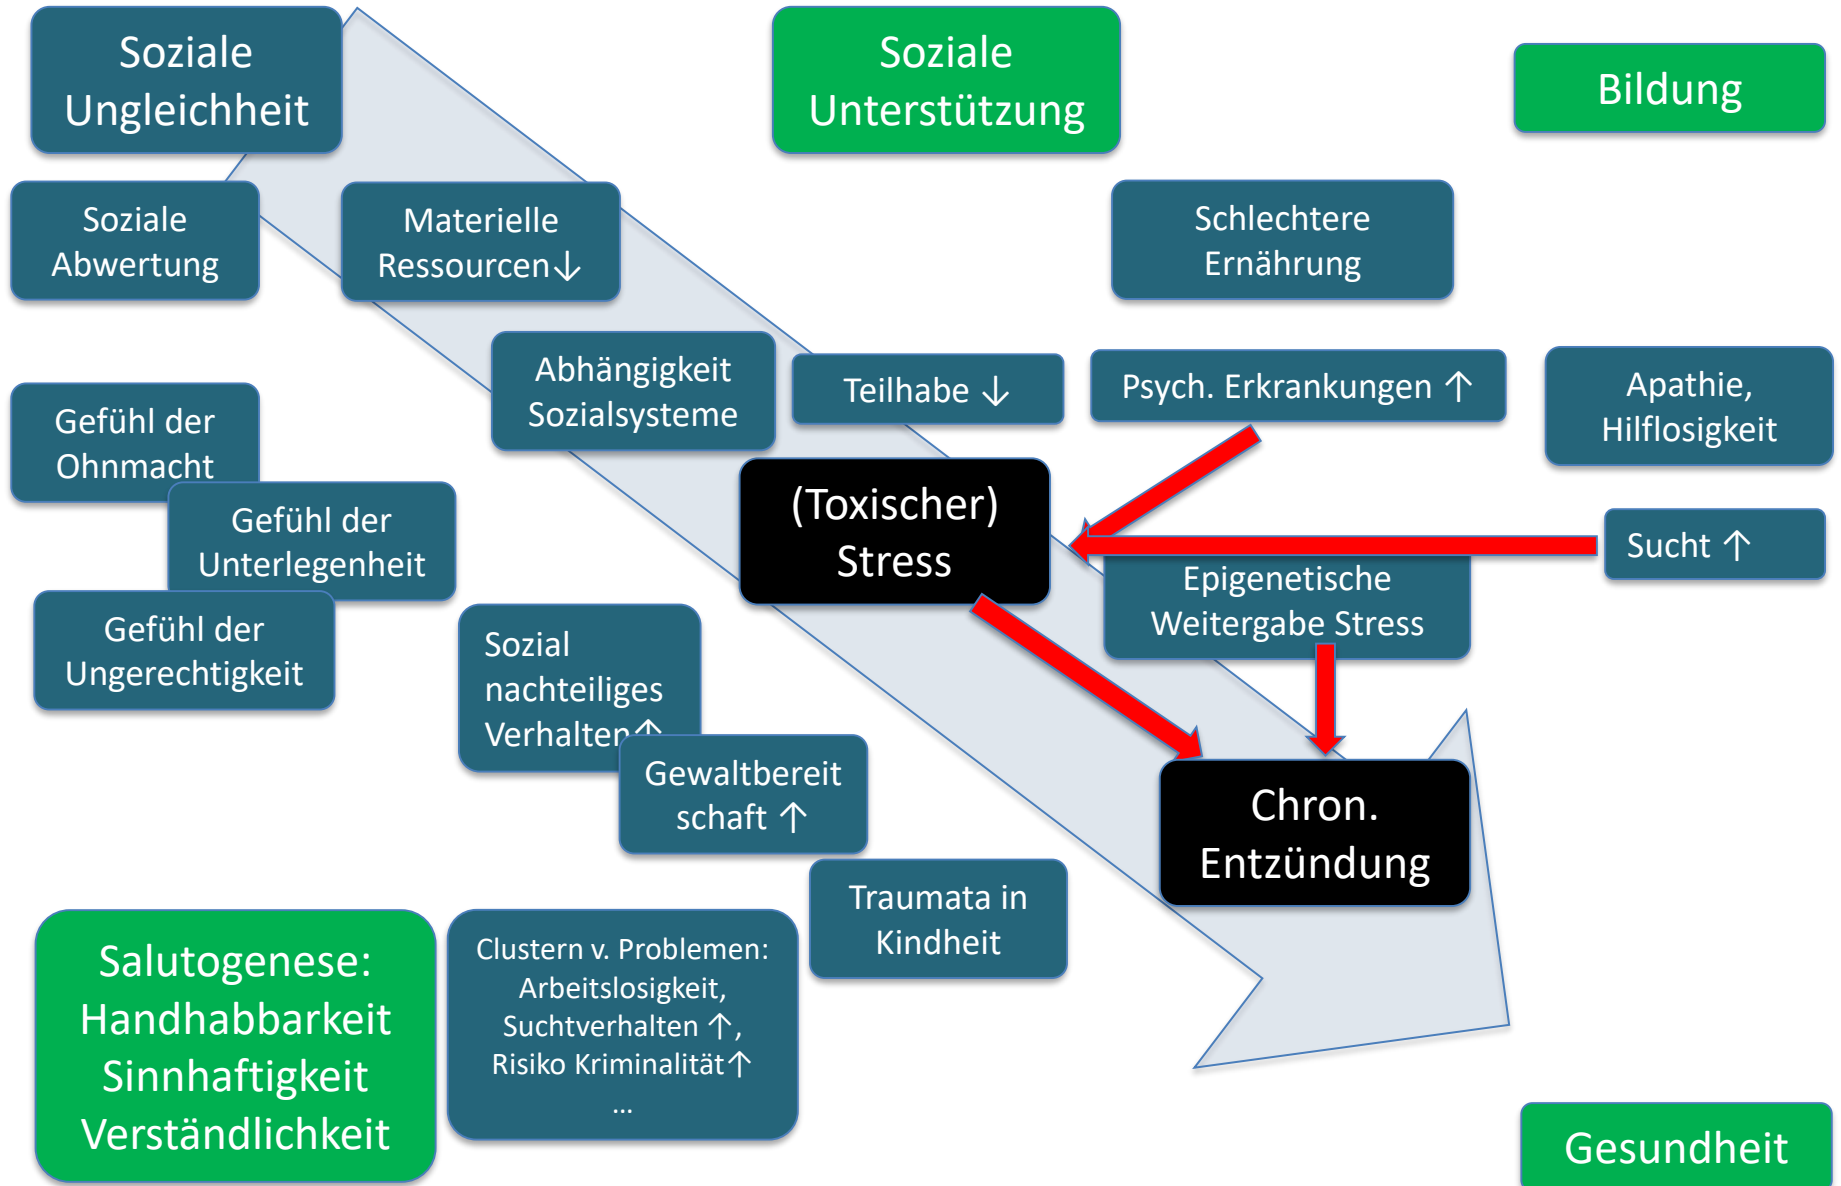 Soziale
Ungleichheit
Soziale
Unterstützung
Bildung
Soziale
Abwertung
Materielle
Ressourcen↓
Schlechtere
Ernährung
Abhängigkeit
Sozialsysteme
Teilhabe ↓
Psych. Erkrankungen ↑
Apathie,
Hilflosigkeit
Gefühl der
Ohnmacht
Gefühl der
Unterlegenheit
Gefühl der
Ungerechtigkeit
(Toxischer)
Stress
Sucht ↑
Epigenetische
Weitergabe Stress
Sozial
nachteiliges
Verhalten↑
Gewaltbereit
schaft ↑
Chron.
Entzündung
Traumata in
Kindheit
Salutogenese:
Handhabbarkeit
Sinnhaftigkeit
Verständlichkeit
Clustern v. Problemen:
Arbeitslosigkeit,
Suchtverhalten ↑,
Risiko Kriminalität↑
...
Gesundheit